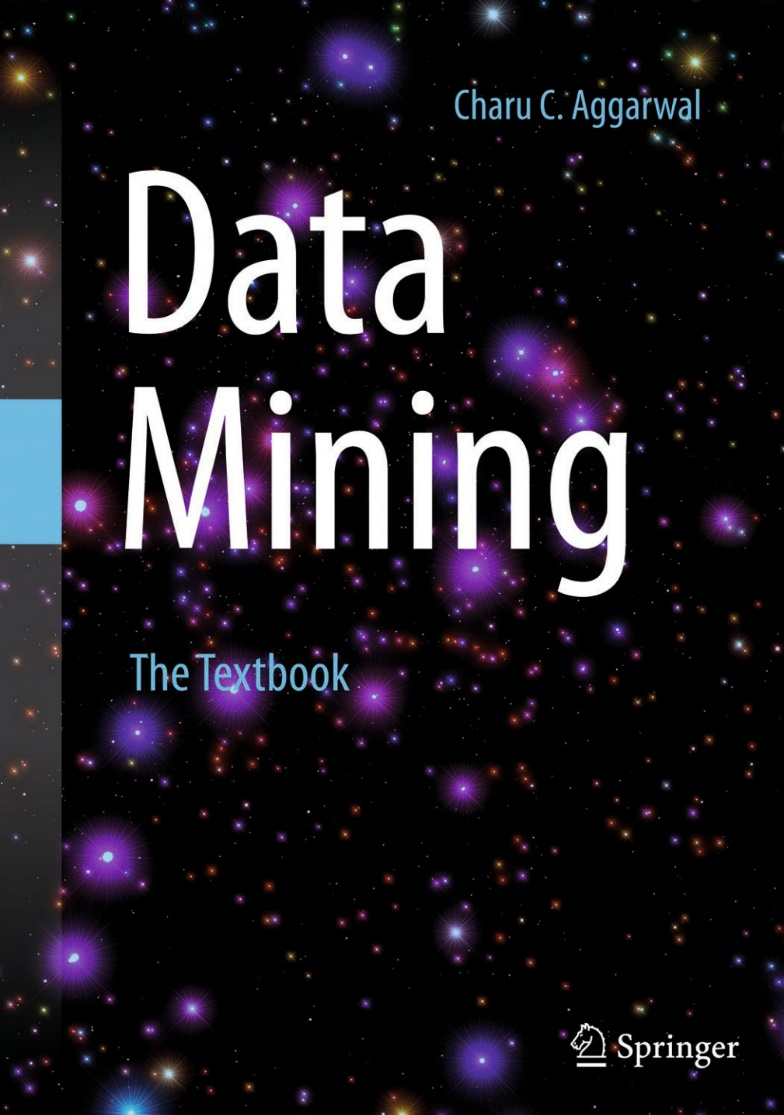 Charu C. Aggarwal
Data
Mining
The Textbook
Springer